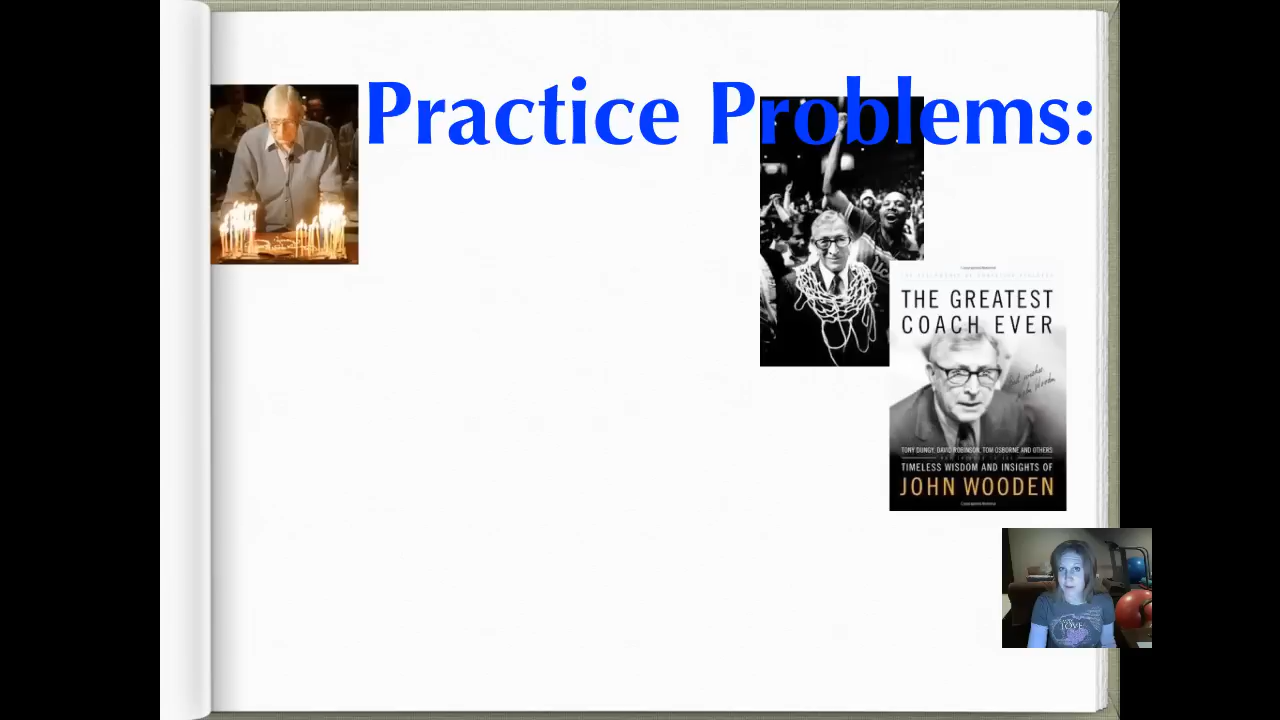 Practice Problems:
THE GREATEST
COACH EVER
TONY DUNGY, DAVID ROBINSON, TOM OSBORNE AND OTHERS
TIMELESS WISDOM AND INSIGHTS OF
JOHN WOODEN
LOVE